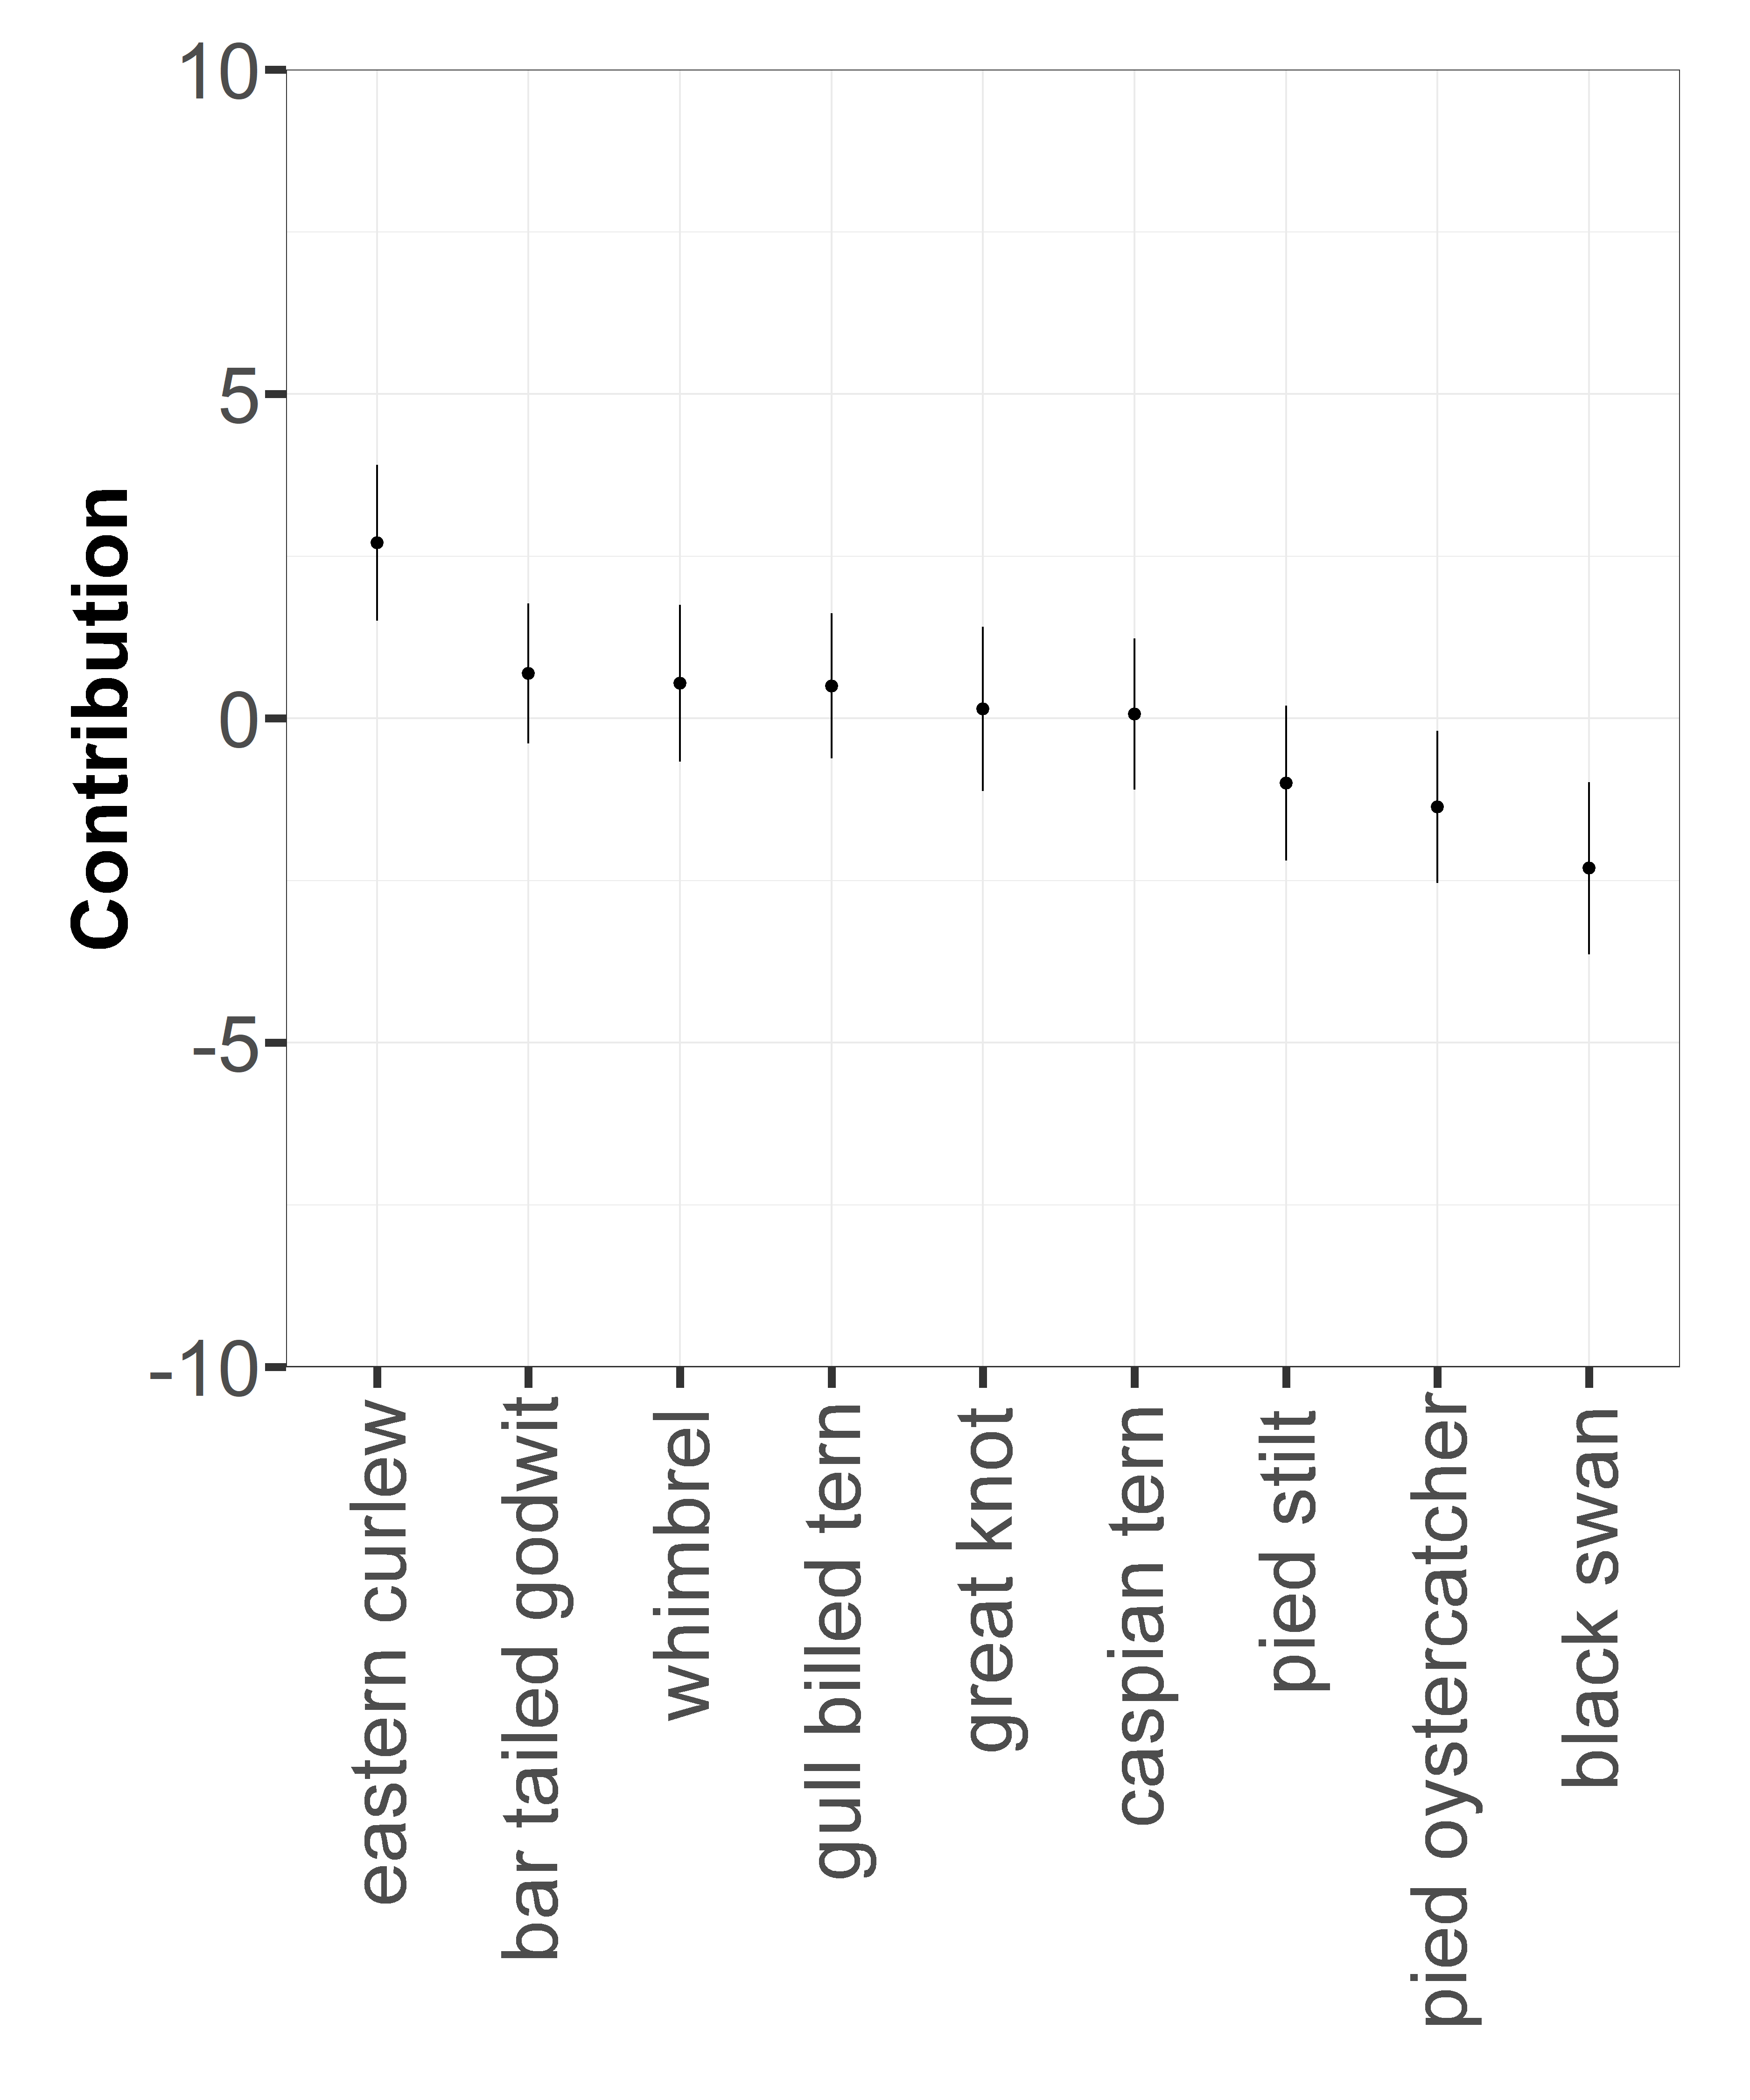 10
5
0
-5
-10
Contribution
eastern curlew
bar tailed godwit
whimbrel
gull billed tern
great knot
caspian tern
pied stilt
pied oystercatcher
black swan